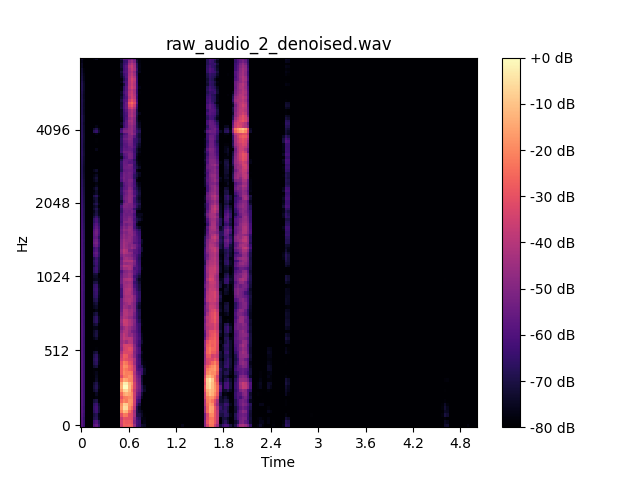 raw_audio_2_denoised.wav
+0 dB
-10 dB
-20 dB
-30 dB
-40 dB
-50 dB
-60 dB
-70 dB
-80 dB
4096
2048
1024
512
0
Hz
0 0.6 1.2 1.8 2.4 3 3.6 4.2 4.8
Time